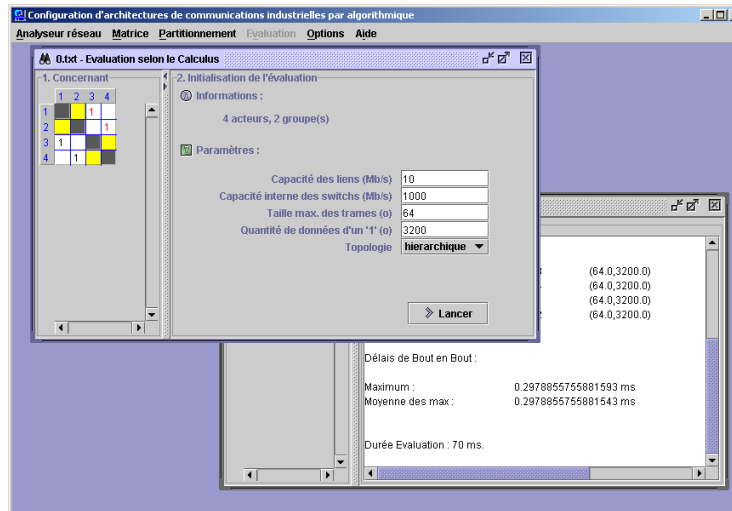 Configuration d'architectures de communications industrielles par algorithmique
Analyseur réseau Matrice Partitionnement Evaluation Options Aide
0.txt - Evaluation selon le Calculus
1. Concernant
1 2 3 4
1 1
2 1
3 1
4 1
2. Initialisation de l'évaluation
Informations :
4 acteurs, 2 groupe(s)
Paramètres :
Capacité des liens (Mb/s) 10
Capacité interne des switchs (Mb/s) 1000
Taille max. des trames (o) 64
Quantité de données d'un '1' (o) 3200
Topologie hierarchique
Lancer
(64.0,3200.0)
(64.0,3200.0)
(64.0,3200.0)
(64.0,3200.0)
Délais de Bout en Bout :
Maximum : 0.2978855755881593 ms
Moyenne des max : 0.2978855755881543 ms
Durée Evaluation : 70 ms.